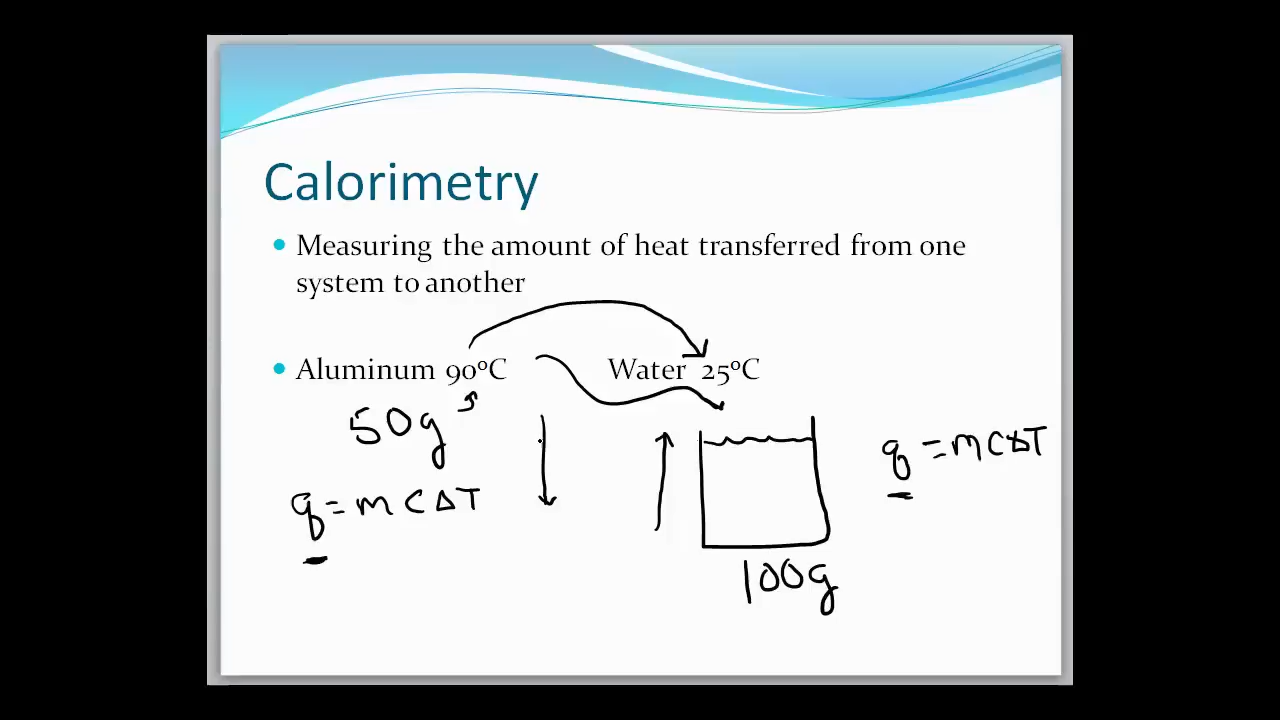 Calorimetry
• Measuring the amount of heat transferred from one
system to another
• Aluminum 90°C Water 25°C
50g
q = mCΔT
q = mCΔT
100g